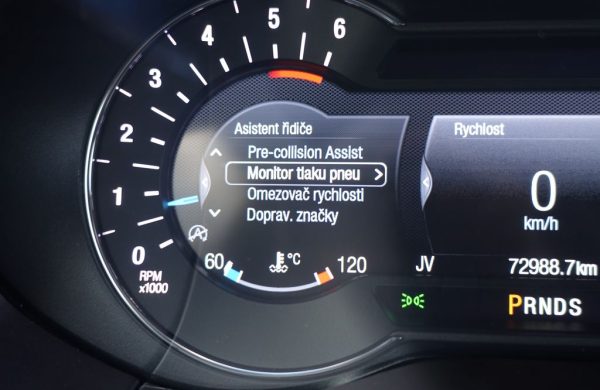 6
5
4
3
2
1
0
RPM
x1000
Asistent řidiče
Pre-collision Assist
Monitor tlaku pneu
Omezovač rychlosti
Doprav. značky
A
60
°C
120
Rychlost
0
km/h
JV
72988.7km
PRNDS